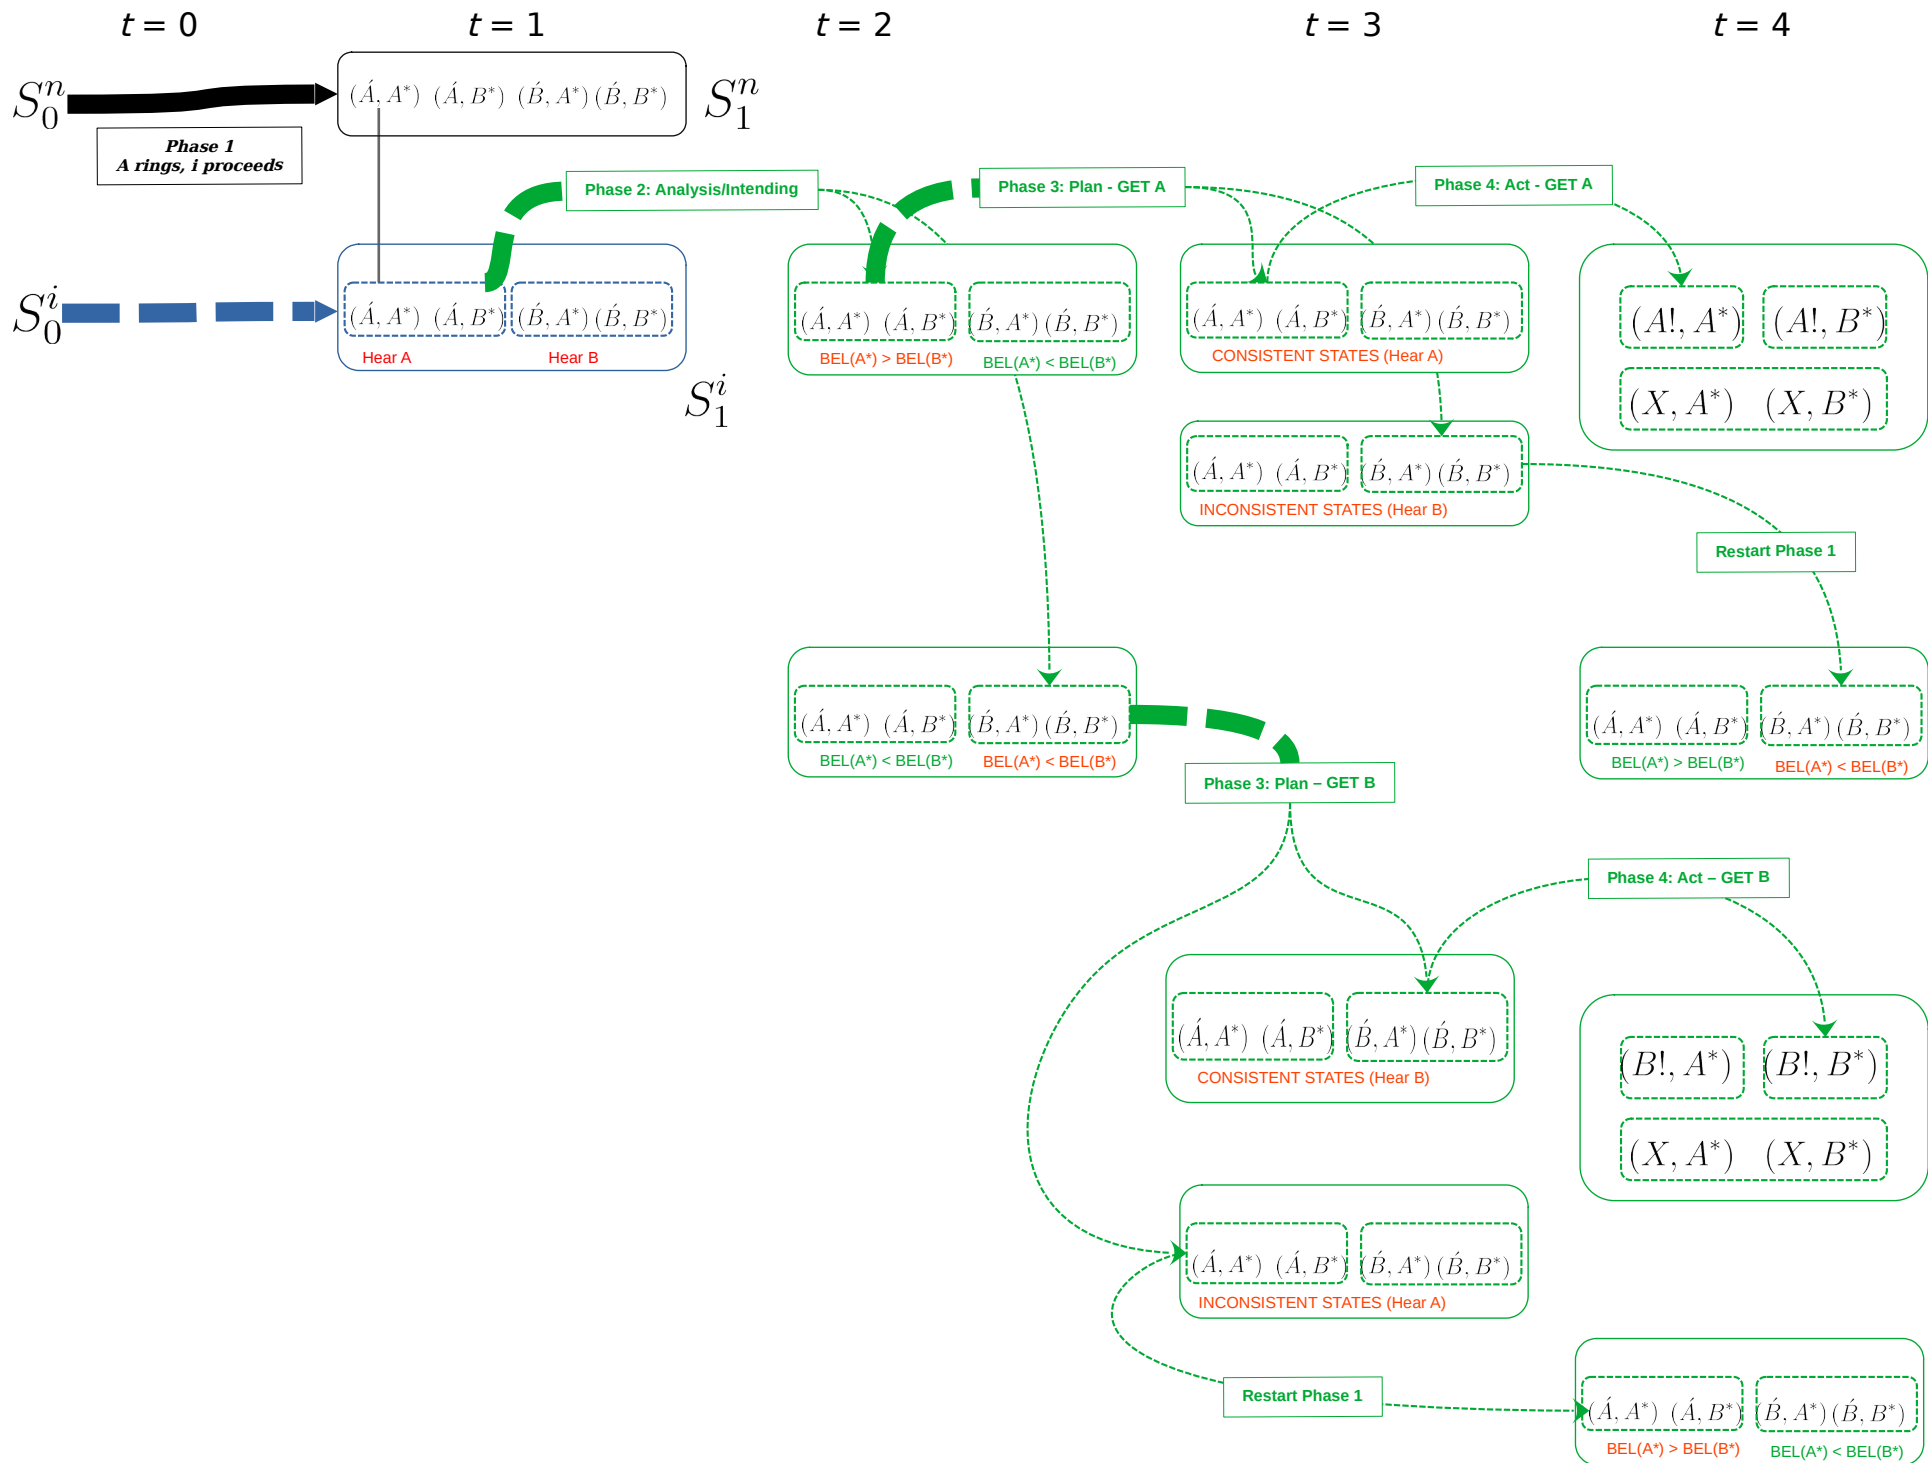 t = 0
t = 1
t = 2
t = 3
t = 4
S_0^n
(Á, A*) (Á, B*) (B́, A*) (B́, B*)
S_1^n
Phase 1
A rings, i proceeds
Phase 2: Analysis/Intending
Phase 3: Plan - GET A
Phase 4: Act - GET A
S_0^i
(Á, A*) (Á, B*) (B́, A*) (B́, B*)
Hear A
Hear B
S_1^i
(Á, A*) (Á, B*) (B́, A*) (B́, B*)
BEL(A*) > BEL(B*)
BEL(A*) < BEL(B*)
(Á, A*) (Á, B*) (B́, A*) (B́, B*)
CONSISTENT STATES (Hear A)
(A!, A*) (A!, B*)
(X, A*) (X, B*)
(Á, A*) (Á, B*) (B́, A*) (B́, B*)
INCONSISTENT STATES (Hear B)
Restart Phase 1
(Á, A*) (Á, B*) (B́, A*) (B́, B*)
BEL(A*) < BEL(B*)
BEL(A*) < BEL(B*)
(Á, A*) (Á, B*) (B́, A*) (B́, B*)
BEL(A*) > BEL(B*)
BEL(A*) < BEL(B*)
Phase 3: Plan – GET B
Phase 4: Act – GET B
(Á, A*) (Á, B*) (B́, A*) (B́, B*)
CONSISTENT STATES (Hear B)
(B!, A*) (B!, B*)
(X, A*) (X, B*)
(Á, A*) (Á, B*) (B́, A*) (B́, B*)
INCONSISTENT STATES (Hear A)
Restart Phase 1
(Á, A*) (Á, B*) (B́, A*) (B́, B*)
BEL(A*) > BEL(B*)
BEL(A*) < BEL(B*)